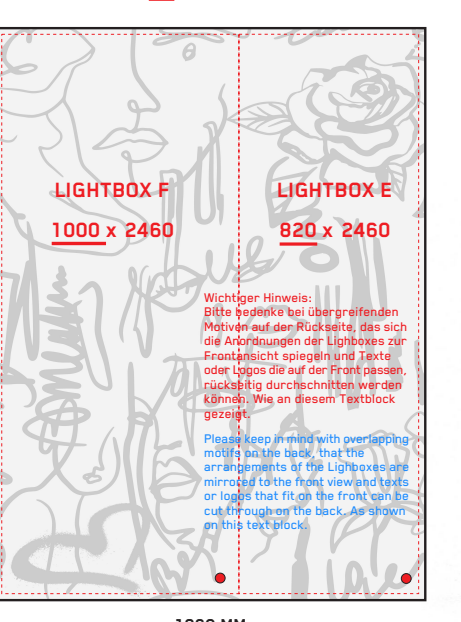 LIGHTBOX F
1000 x 2460
LIGHTBOX E
820 x 2460
Wichtiger Hinweis:
Bitte bedenke bei übergreifenden
Motiven auf der Rückseite, das sich
die Anordnungen der Lighboxes zur
Frontansicht spiegeln und Texte
oder Logos die auf der Front passen,
rückseitig durchschnitten werden
können. Wie an diesem Textblock
gezeigt.
Please keep in mind with overlapping
motifs on the back, that the
arrangements of the Lighboxes are
mirrored to the front view and texts
or logos that fit on the front can be
cut through on the back. As shown
on this text block.